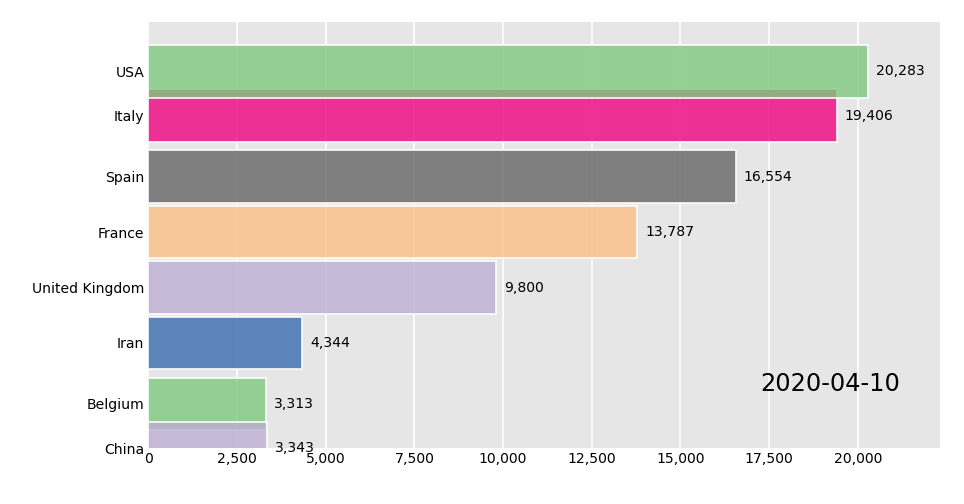 USA 20,283
Italy 19,406
Spain 16,554
France 13,787
United Kingdom 9,800
Iran 4,344
2020-04-10
Belgium 3,313
China 3,343
0 2,500 5,000 7,500 10,000 12,500 15,000 17,500 20,000